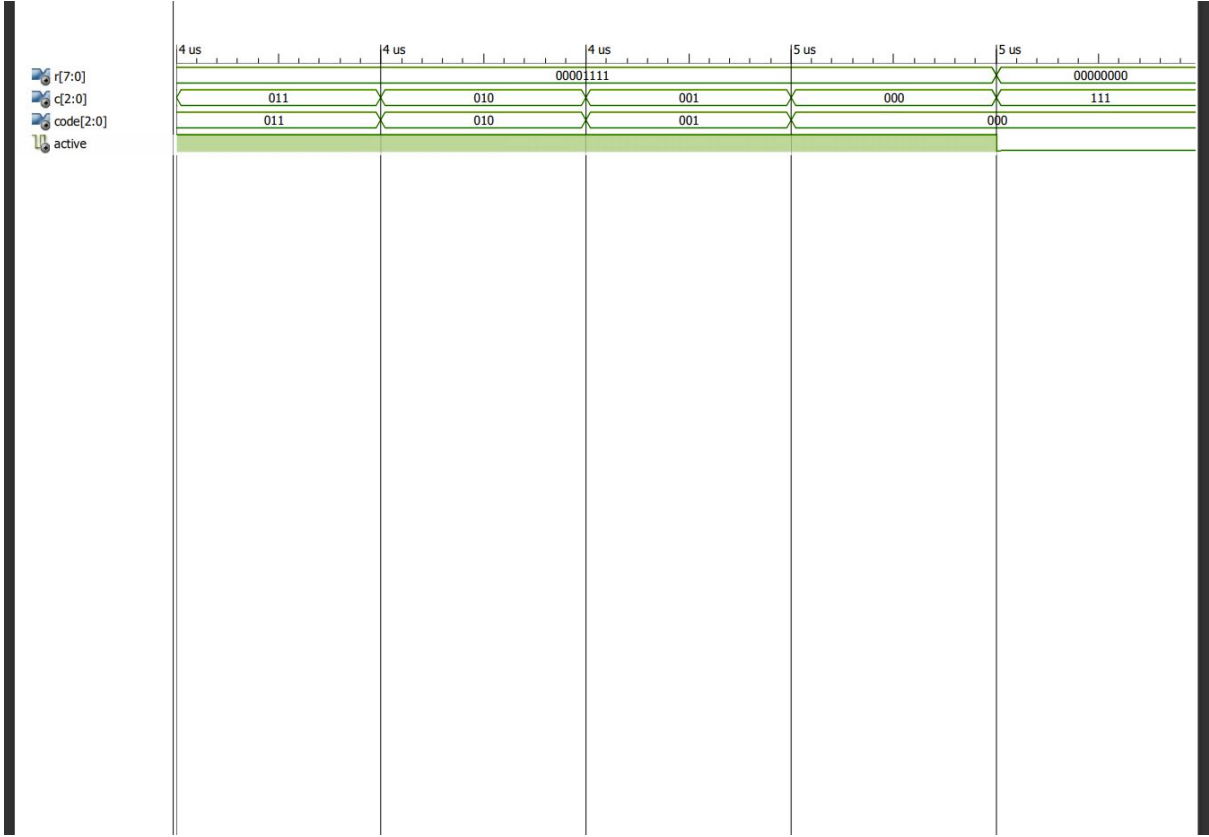 4 us 4 us 4 us 5 us 5 us
r[7:0] 00001111 00000000
c[2:0] 011 010 001 000 111
code[2:0] 011 010 001 000
active